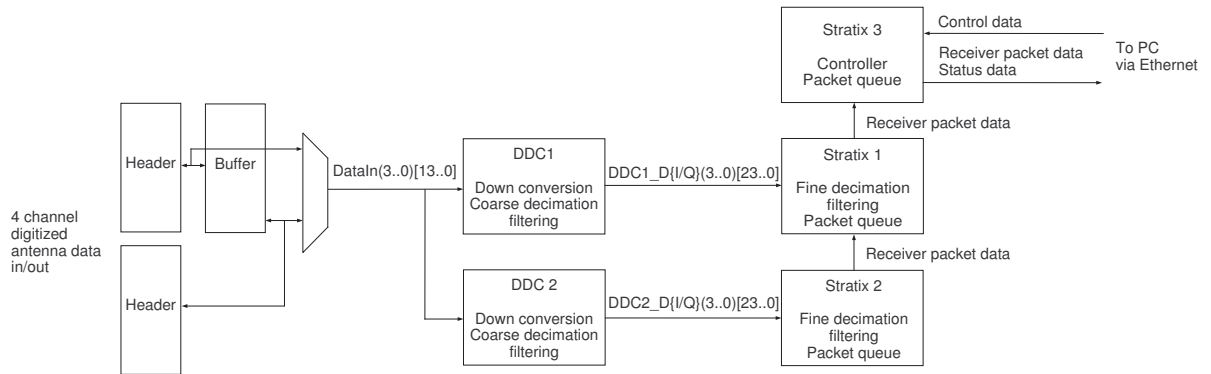 4 channel
digitized
antenna data
in/out
Header
Buffer
Header
DataIn(3..0)[13..0]
DDC1
Down conversion
Coarse decimation
filtering
DDC1_D{I/Q}(3..0)[23..0]
DDC 2
Down conversion
Coarse decimation
filtering
DDC2_D{I/Q}(3..0)[23..0]
Stratix 3
Controller
Packet queue
Receiver packet data
Stratix 1
Fine decimation
filtering
Packet queue
Receiver packet data
Stratix 2
Fine decimation
filtering
Packet queue
Control data
Receiver packet data
Status data
To PC
via Ethernet